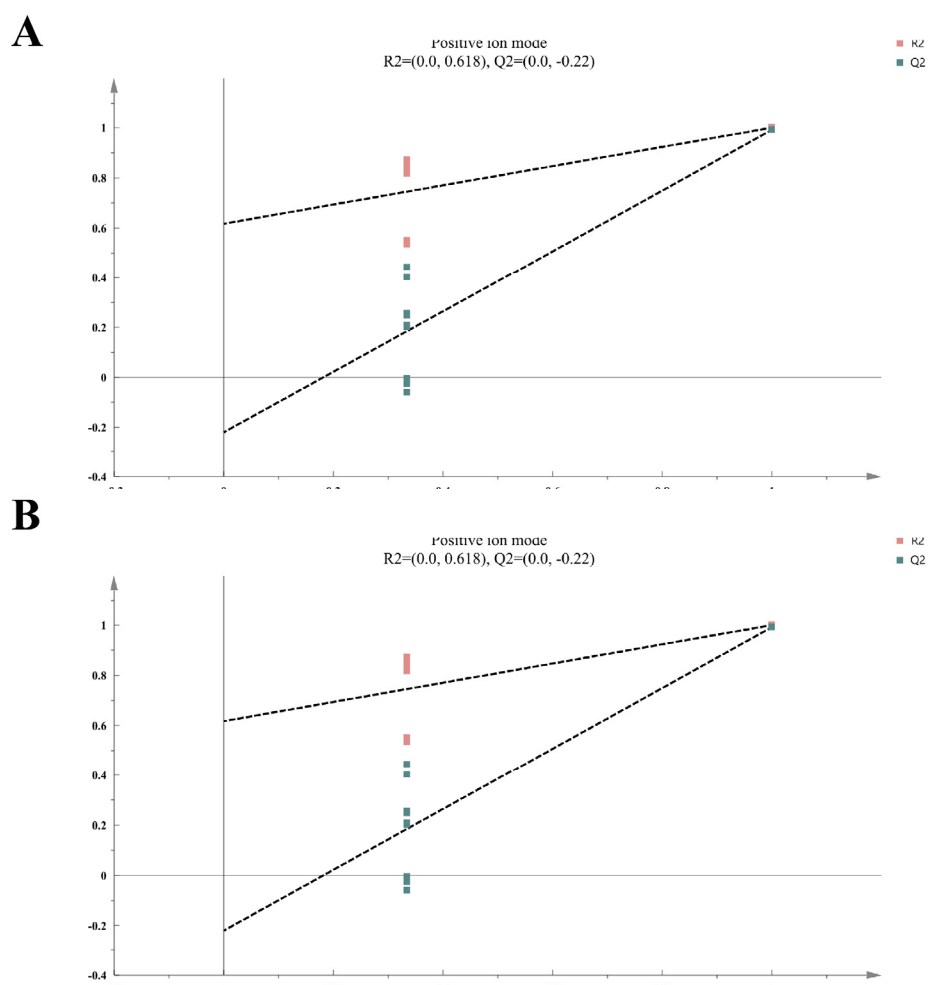 A
Positive ion mode
R2
R2=(0.0, 0.618), Q2=(0.0, -0.22)
Q2
1
0.8
0.6
0.4
0.2
0
-0.2
-0.4
B
Positive ion mode
R2
R2=(0.0, 0.618), Q2=(0.0, -0.22)
Q2
1
0.8
0.6
0.4
0.2
0
-0.2
-0.4